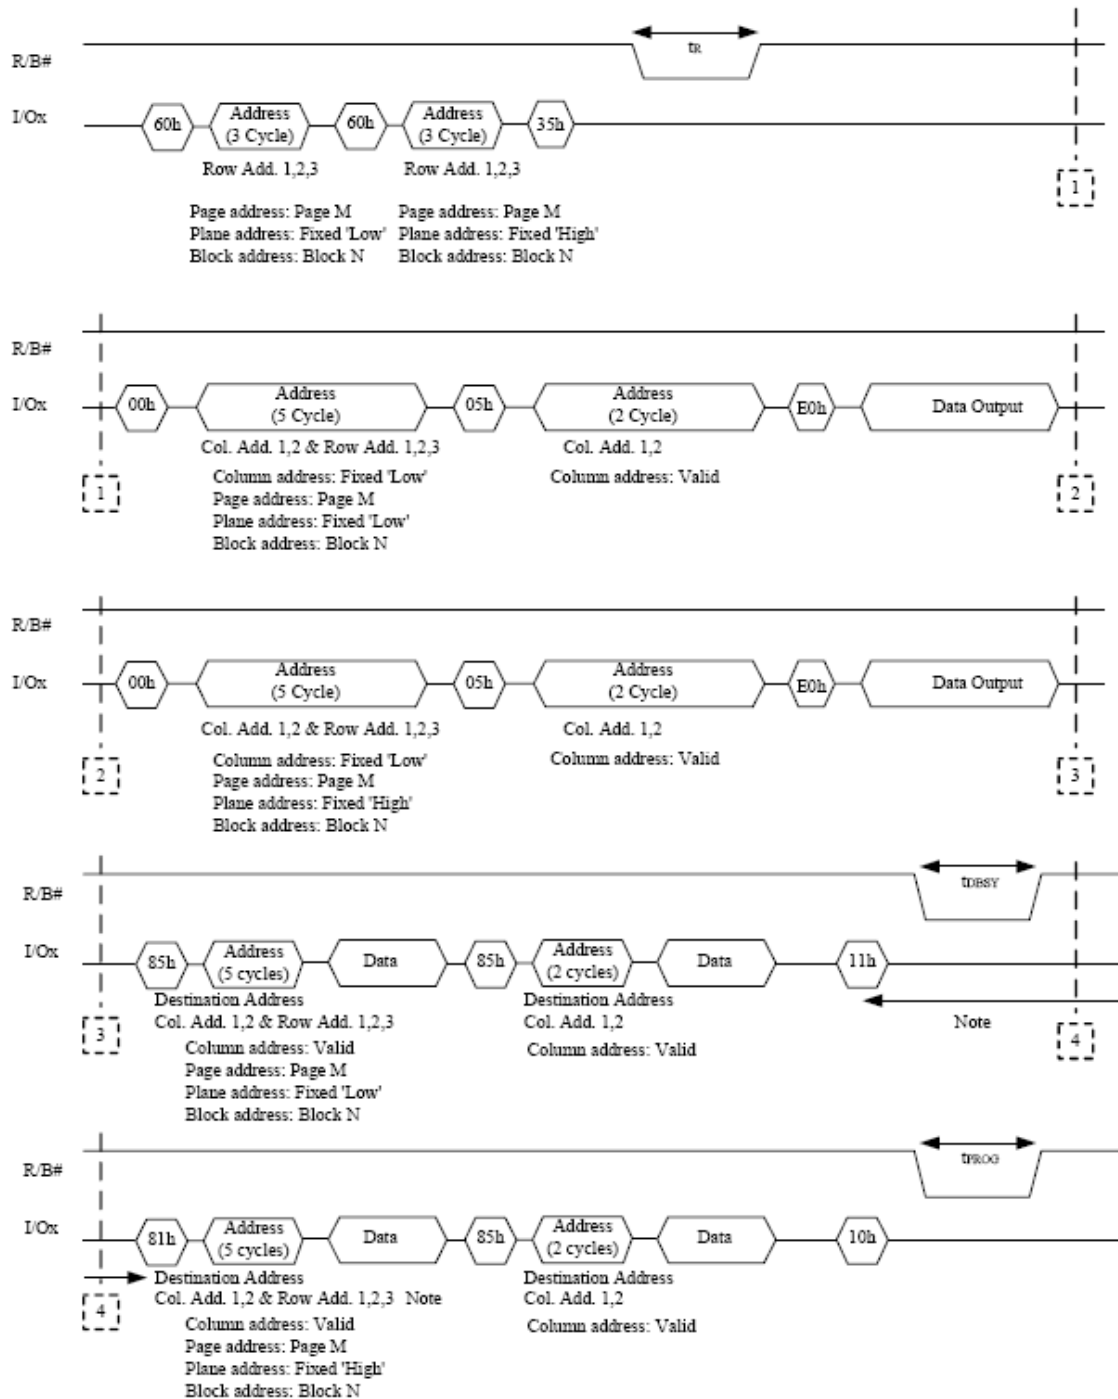 tR
R/B#
I/Ox
60h Address (3 Cycle) 60h Address (3 Cycle) 35h
Row Add. 1,2,3 Row Add. 1,2,3
1
Page address: Page M Page address: Page M
Plane address: Fixed 'Low' Plane address: Fixed 'High'
Block address: Block N Block address: Block N
R/B#
I/Ox
00h Address (5 Cycle) 05h Address (2 Cycle) E0h Data Output
Col. Add. 1,2 & Row Add. 1,2,3 Col. Add. 1,2
Column address: Fixed 'Low' Column address: Valid
1 Page address: Page M 2
Plane address: Fixed 'Low'
Block address: Block N
R/B#
I/Ox
00h Address (5 Cycle) 05h Address (2 Cycle) E0h Data Output
Col. Add. 1,2 & Row Add. 1,2,3 Col. Add. 1,2
Column address: Fixed 'Low' Column address: Valid
2 Page address: Page M 3
Plane address: Fixed 'High'
Block address: Block N
tDBSY
R/B#
I/Ox
85h Address (5 cycles) Data 85h Address (2 cycles) Data 11h
Destination Address Destination Address
Col. Add. 1,2 & Row Add. 1,2,3 Col. Add. 1,2 Note
3 Column address: Valid Column address: Valid 4
Page address: Page M
Plane address: Fixed 'Low'
Block address: Block N
tPROG
R/B#
I/Ox
81h Address (5 cycles) Data 85h Address (2 cycles) Data 10h
Destination Address Destination Address
Col. Add. 1,2 & Row Add. 1,2,3 Note Col. Add. 1,2
4 Column address: Valid Column address: Valid
Page address: Page M
Plane address: Fixed 'High'
Block address: Block N